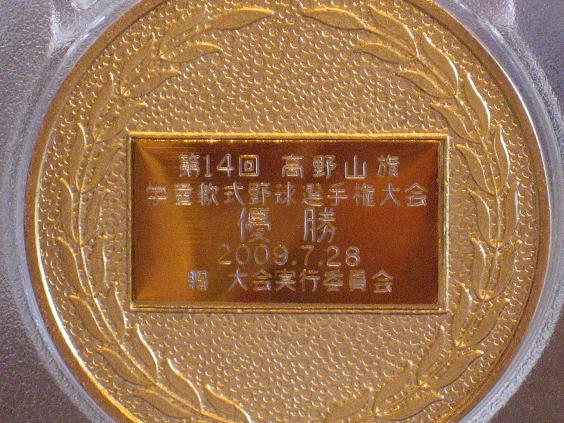 第14回 高野山旗
学童軟式野球選手権大会
優勝
2009.7.28
贈 大会実行委員会